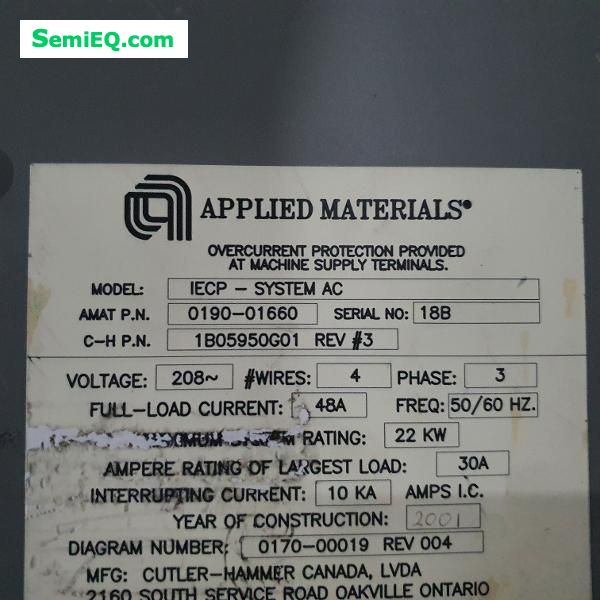 SemiEQ.com
APPLIED MATERIALS®
OVERCURRENT PROTECTION PROVIDED
AT MACHINE SUPPLY TERMINALS.
MODEL: IECP - SYSTEM AC
AMAT P.N. 0190-01660 SERIAL NO: 18B
C-H P.N. 1B05950G01 REV #3
VOLTAGE: 208~ #WIRES: 4 PHASE: 3
FULL-LOAD CURRENT: 48A FREQ: 50/60 HZ.
RATING: 22 KW
AMPERE RATING OF LARGEST LOAD: 30A
INTERRUPTING CURRENT: 10 KA AMPS I.C.
YEAR OF CONSTRUCTION: 2001
DIAGRAM NUMBER: 0170-00019 REV 004
MFG: CUTLER-HAMMER CANADA, LVDA
2160 SOUTH SERVICE ROAD OAKVILLE ONTARIO